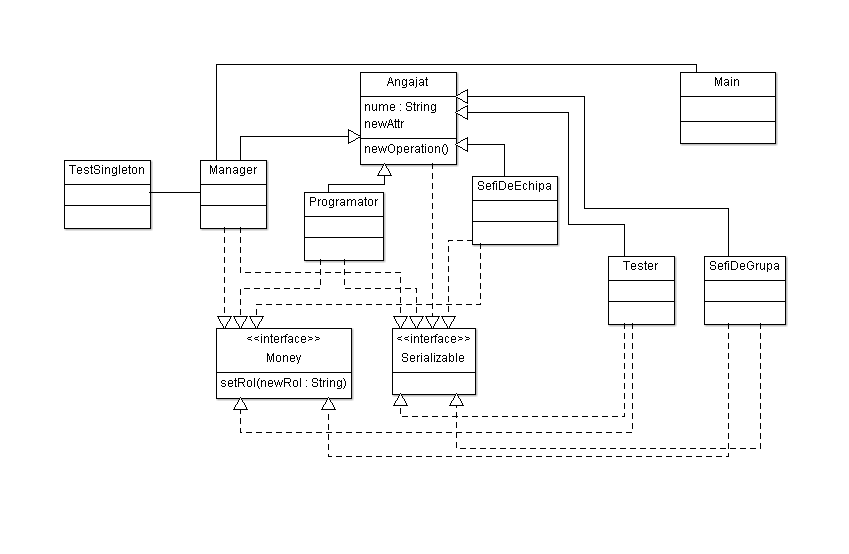 Angajat
nume : String
newAttr
newOperation()
Main
TestSingleton
Manager
Programator
SefiDeEchipa
Tester
SefiDeGrupa
<<interface>>
Money
setRol(newRol : String)
<<interface>>
Serializable